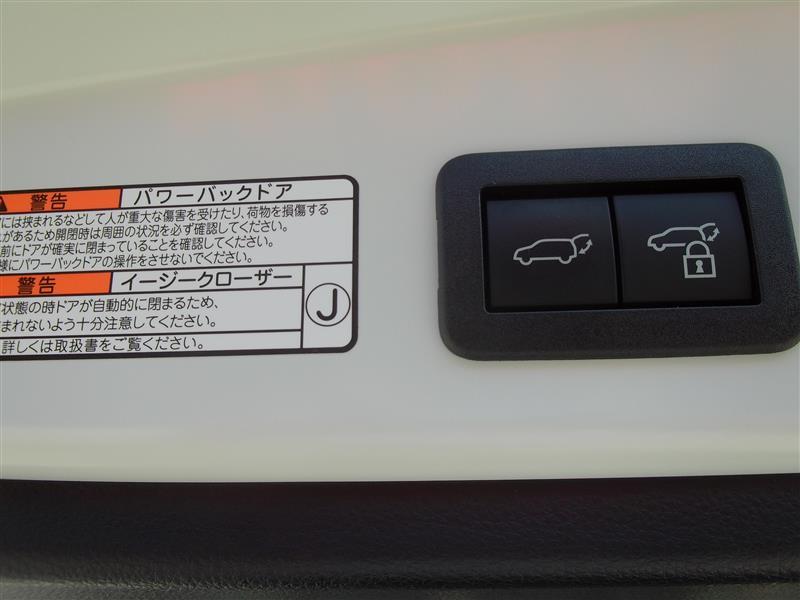 警告 パワーバックドア
には挟まれるなどして人が重大な傷害を受けたり、荷物を損傷する
があるため開閉時は周囲の状況を必ず確認してください。
前にドアが確実に閉まっていることを確認してください。
様にパワーバックドアの操作をさせないでください。
警告 イージークローザー
状態の時ドアが自動的に閉まるため、
まれないよう十分注意してください。
詳しくは取扱書をご覧ください。
J